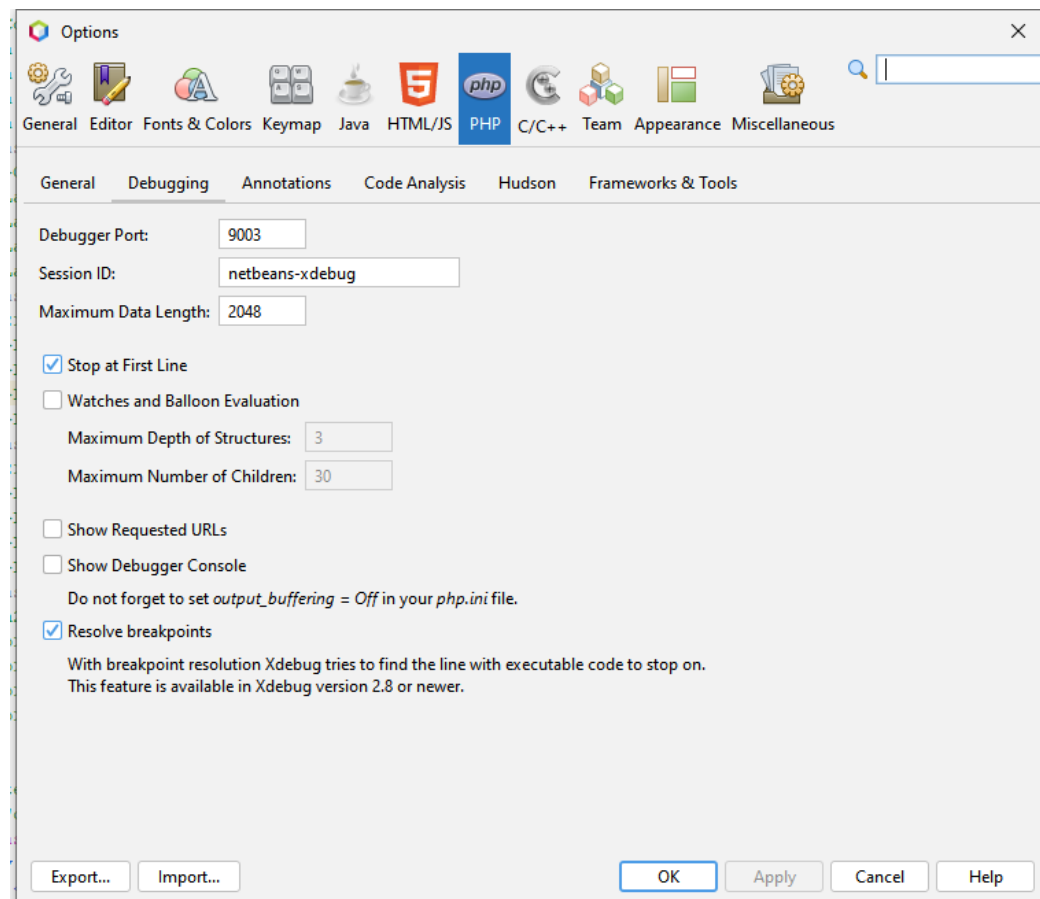 Options
General Editor Fonts & Colors Keymap Java HTML/JS PHP C/C++ Team Appearance Miscellaneous
General Debugging Annotations Code Analysis Hudson Frameworks & Tools
Debugger Port: 9003
Session ID: netbeans-xdebug
Maximum Data Length: 2048
Stop at First Line
Watches and Balloon Evaluation
Maximum Depth of Structures: 3
Maximum Number of Children: 30
Show Requested URLs
Show Debugger Console
Do not forget to set output_buffering = Off in your php.ini file.
Resolve breakpoints
With breakpoint resolution Xdebug tries to find the line with executable code to stop on.
This feature is available in Xdebug version 2.8 or newer.
Export... Import... OK Apply Cancel Help